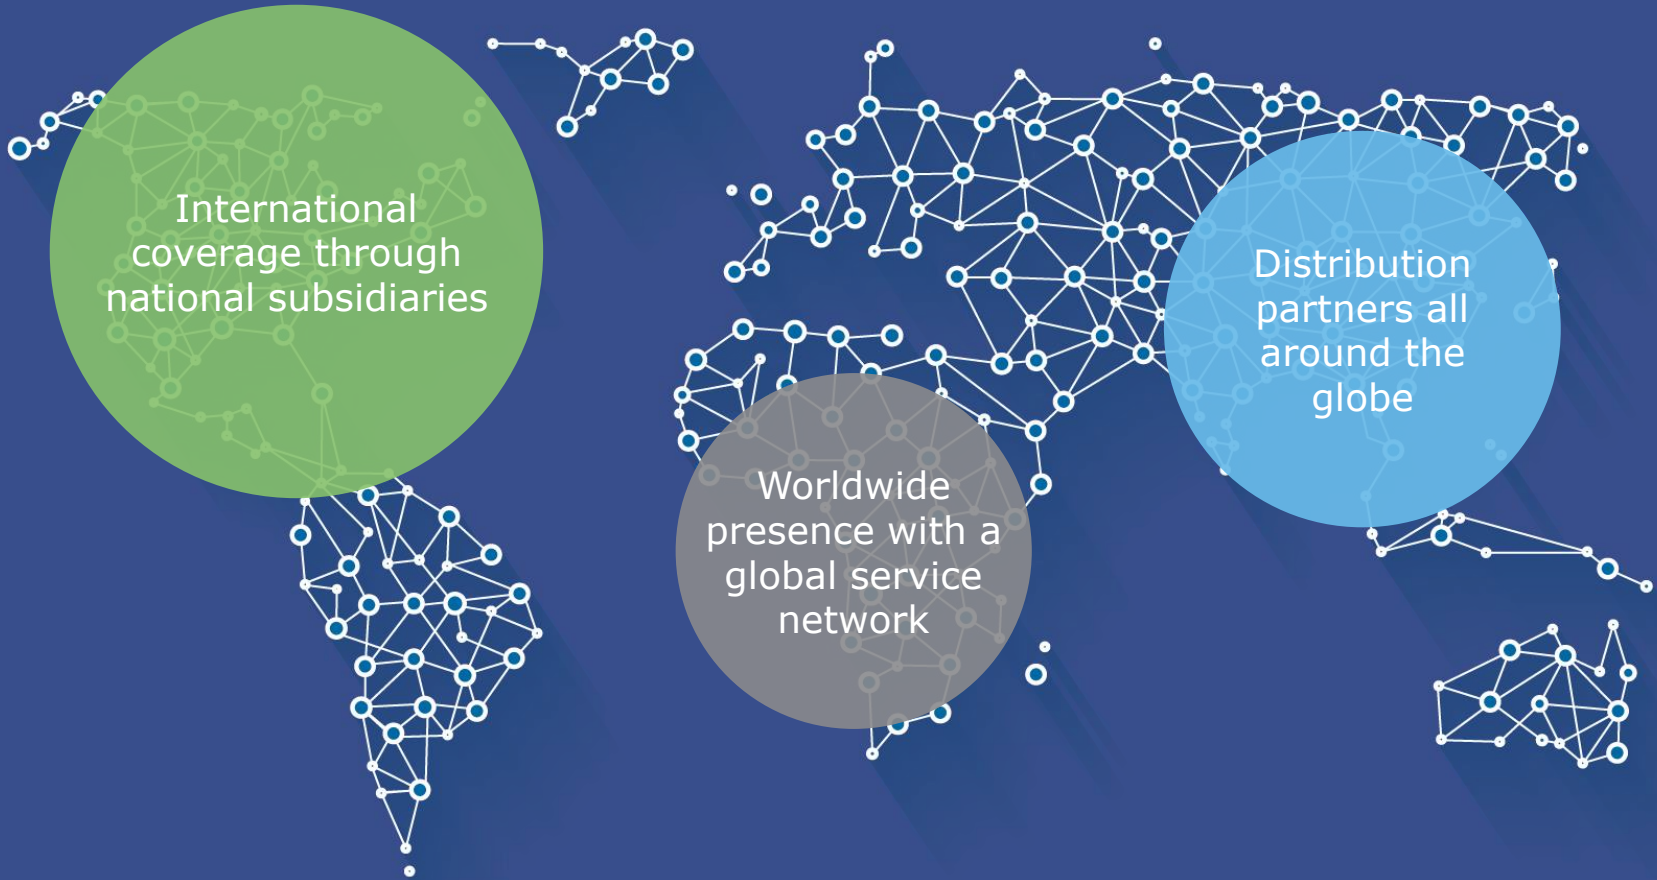 International
coverage through
national subsidiaries
Worldwide
presence with a
global service
network
Distribution
partners all
around the
globe